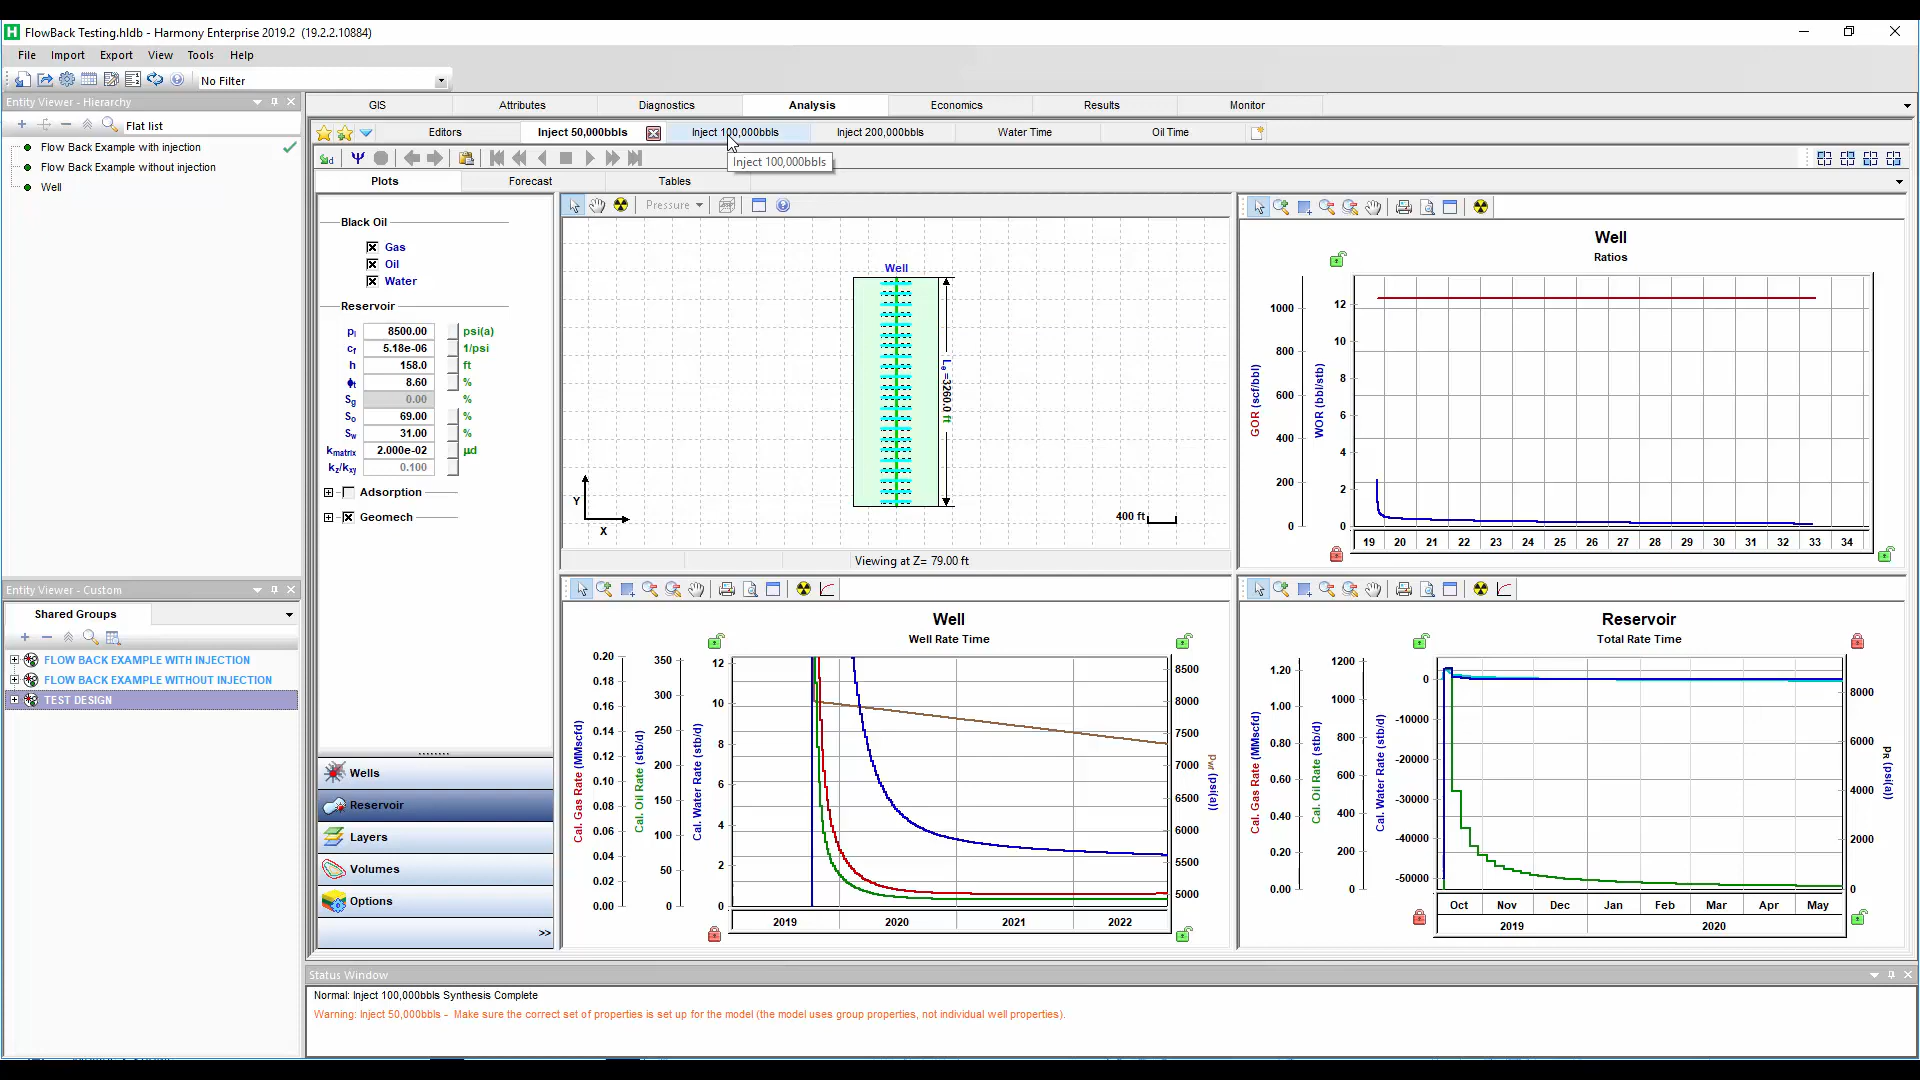 FlowBack Testing.hldb - Harmony Enterprise 2019.2 (19.2.2.10884)
File Import Export View Tools Help
No Filter
Entity Viewer - Hierarchy
Flat list
Flow Back Example with injection
Flow Back Example without injection
Well
GIS Attributes Diagnostics Analysis Economics Results Monitor
Editors Inject 50,000bbls Inject 100,000bbls Inject 200,000bbls Water Time Oil Time
Inject 100,000bbls
Plots Forecast Tables
Black Oil
Gas
Oil
Water
Reservoir
pi 8500.00 psi(a)
cf 5.18e-06 1/psi
h 158.0 ft
ϕt 8.60 %
Sg 0.00 %
So 69.00 %
Sw 31.00 %
kmatrix 2.000e-02 µd
kz/kxy 0.100
Adsorption
Geomech
Wells
Reservoir
Layers
Volumes
Options
>>
Pressure
Well
Le =3260.0 ft
Y
X
400 ft
Viewing at Z= 79.00 ft
Well
Ratios
GOR (scf/bbl)
1000
800
600
400
200
0
WOR (bbl/stb)
12
10
8
6
4
2
0
19 20 21 22 23 24 25 26 27 28 29 30 31 32 33 34
Well
Well Rate Time
Cal. Gas Rate (MMscfd)
0.20
0.18
0.16
0.14
0.12
0.10
0.08
0.06
0.04
0.02
0.00
Cal. Oil Rate (stb/d)
350
300
250
200
150
100
50
0
Cal. Water Rate (stb/d)
12
10
8
6
4
2
0
8500
8000
7500
7000
6500
6000
5500
5000
pwf (psi(a))
2019 2020 2021 2022
Reservoir
Total Rate Time
Cal. Gas Rate (MMscfd)
1.20
1.00
0.80
0.60
0.40
0.20
0.00
Cal. Oil Rate (stb/d)
1200
1000
800
600
400
200
0
Cal. Water Rate (stb/d)
0
-10000
-20000
-30000
-40000
-50000
8000
6000
4000
2000
0
pR (psi(a))
Oct Nov Dec Jan Feb Mar Apr May
2019 2020
Entity Viewer - Custom
Shared Groups
FLOW BACK EXAMPLE WITH INJECTION
FLOW BACK EXAMPLE WITHOUT INJECTION
TEST DESIGN
Status Window
Normal: Inject 100,000bbls Synthesis Complete
Warning: Inject 50,000bbls - Make sure the correct set of properties is set up for the model (the model uses group properties, not individual well properties).